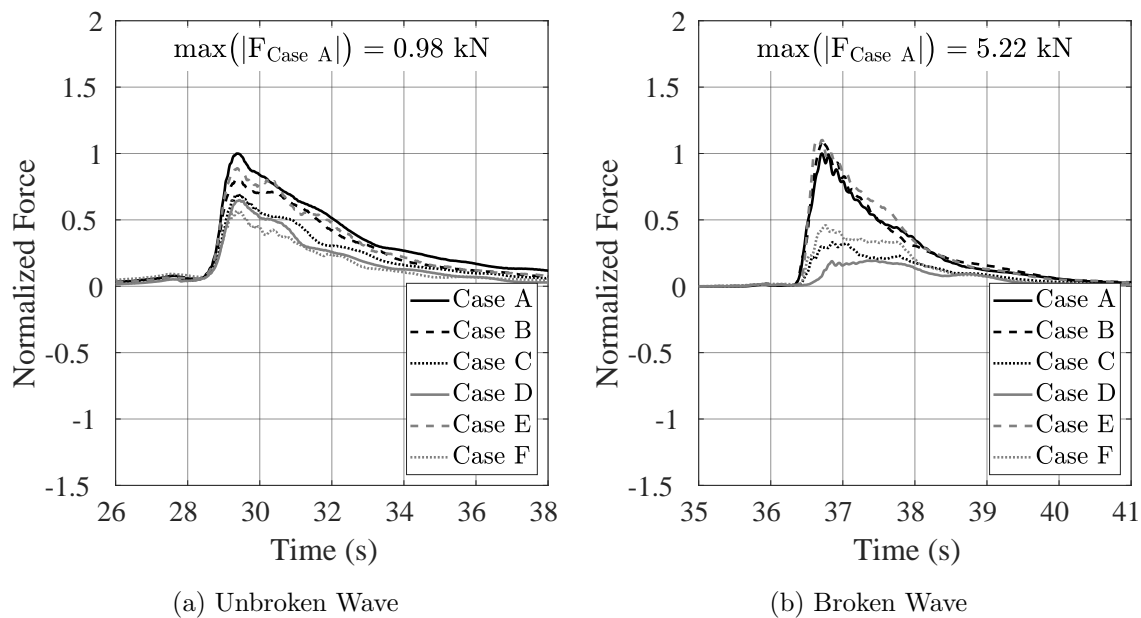 max(|F_Case A|) = 0.98 kN
2
1.5
1
0.5
0
-0.5
-1
-1.5
Normalized Force
Case A
Case B
Case C
Case D
Case E
Case F
26 28 30 32 34 36 38
Time (s)
(a) Unbroken Wave
max(|F_Case A|) = 5.22 kN
2
1.5
1
0.5
0
-0.5
-1
-1.5
Normalized Force
Case A
Case B
Case C
Case D
Case E
Case F
35 36 37 38 39 40 41
Time (s)
(b) Broken Wave